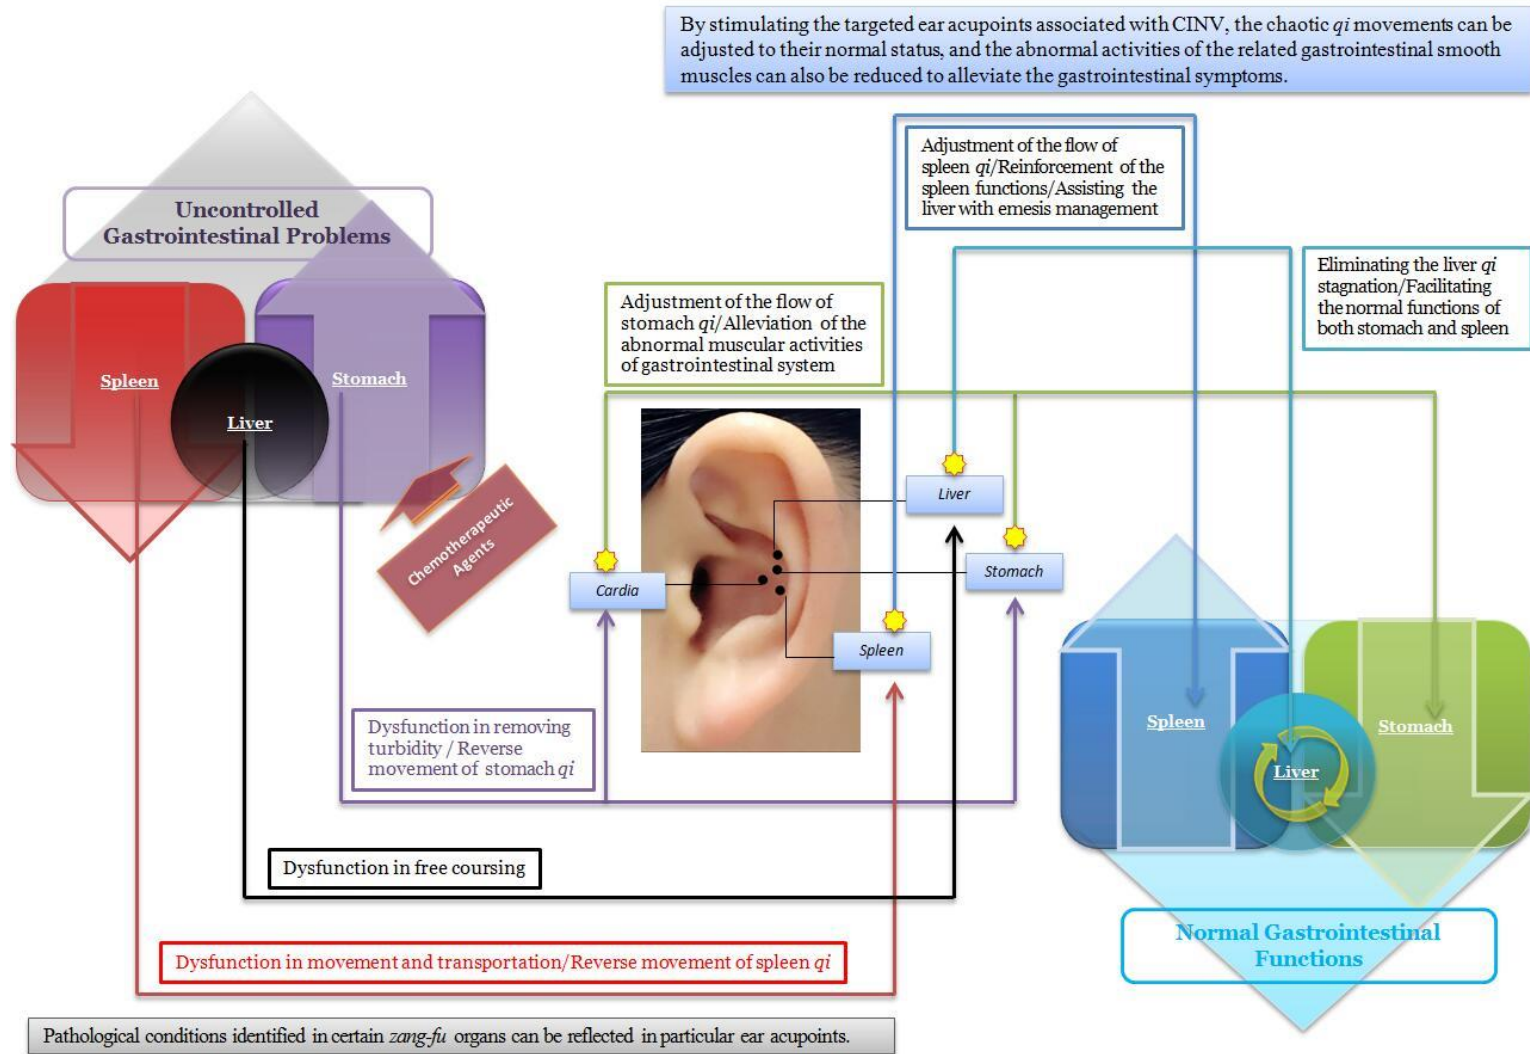 By stimulating the targeted ear acupoints associated with CINV, the chaotic qi movements can be
adjusted to their normal status, and the abnormal activities of the related gastrointestinal smooth
muscles can also be reduced to alleviate the gastrointestinal symptoms.
Adjustment of the flow of
spleen qi/Reinforcement of the
spleen functions/Assisting the
liver with emesis management
Uncontrolled
Gastrointestinal Problems
Eliminating the liver qi
stagnation/Facilitating
the normal functions of
both stomach and spleen
Adjustment of the flow of
stomach qi/Alleviation of the
abnormal muscular activities
of gastrointestinal system
Spleen
Stomach
Liver
Chemotherapeutic
Agents
Liver
Stomach
Cardia
Spleen
Dysfunction in removing
turbidity / Reverse
movement of stomach qi
Spleen
Stomach
Liver
Dysfunction in free coursing
Normal Gastrointestinal
Functions
Dysfunction in movement and transportation/Reverse movement of spleen qi
Pathological conditions identified in certain zang-fu organs can be reflected in particular ear acupoints.